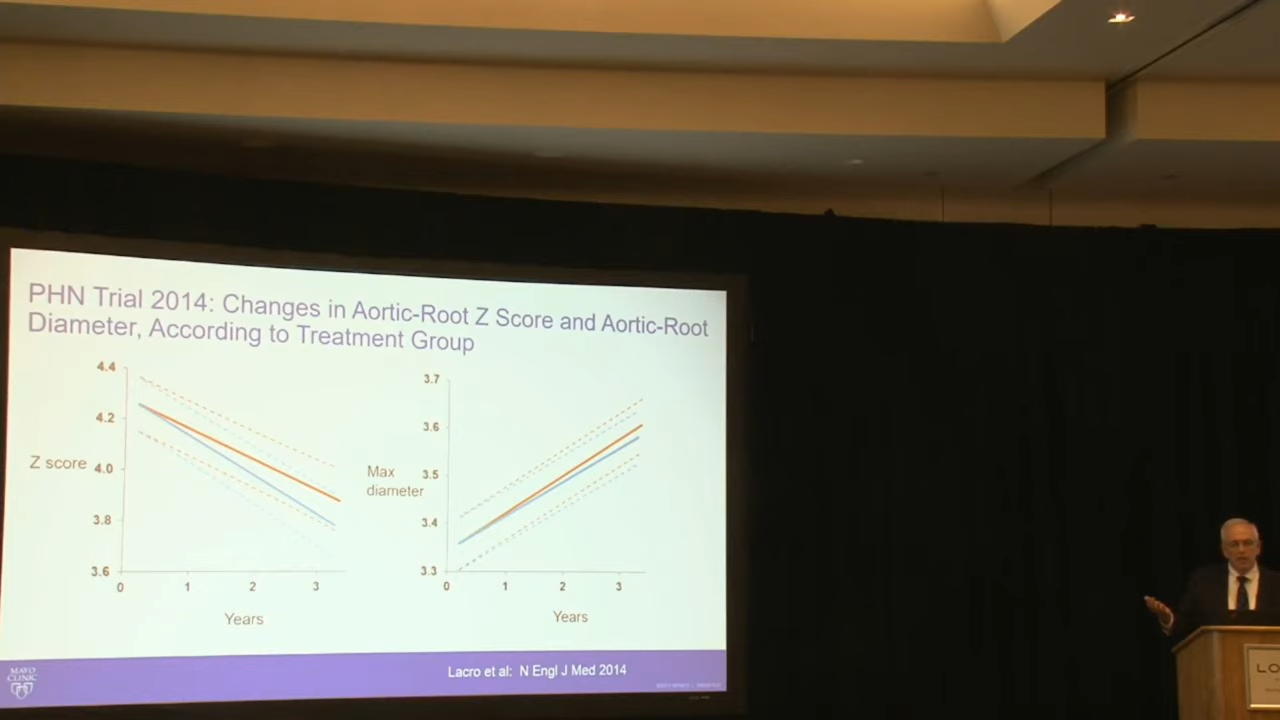 PHN Trial 2014: Changes in Aortic-Root Z Score and Aortic-Root
Diameter, According to Treatment Group
4.4
4.2
Z score
4.0
3.8
3.6
0
1
2
3
Years
3.7
3.6
Max
diameter
3.5
3.4
3.3
0
1
2
3
Years
Lacro et al: N Engl J Med 2014
MAYO
CLINIC
LO